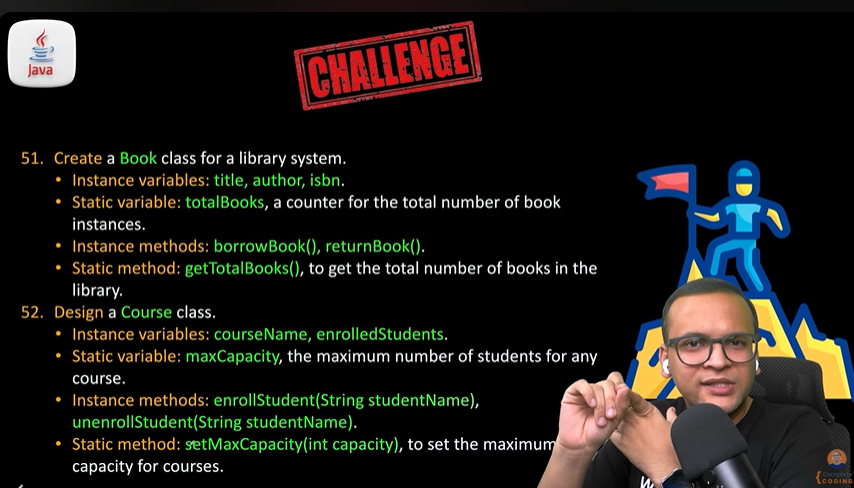 Java
CHALLENGE
51. Create a Book class for a library system.
• Instance variables: title, author, isbn.
• Static variable: totalBooks, a counter for the total number of book
instances.
• Instance methods: borrowBook(), returnBook().
• Static method: getTotalBooks(), to get the total number of books in the
library.
52. Design a Course class.
• Instance variables: courseName, enrolledStudents.
• Static variable: maxCapacity, the maximum number of students for any
course.
• Instance methods: enrollStudent(String studentName),
unenrollStudent(String studentName).
• Static method: setMaxCapacity(int capacity), to set the maximum
capacity for courses.
CODING